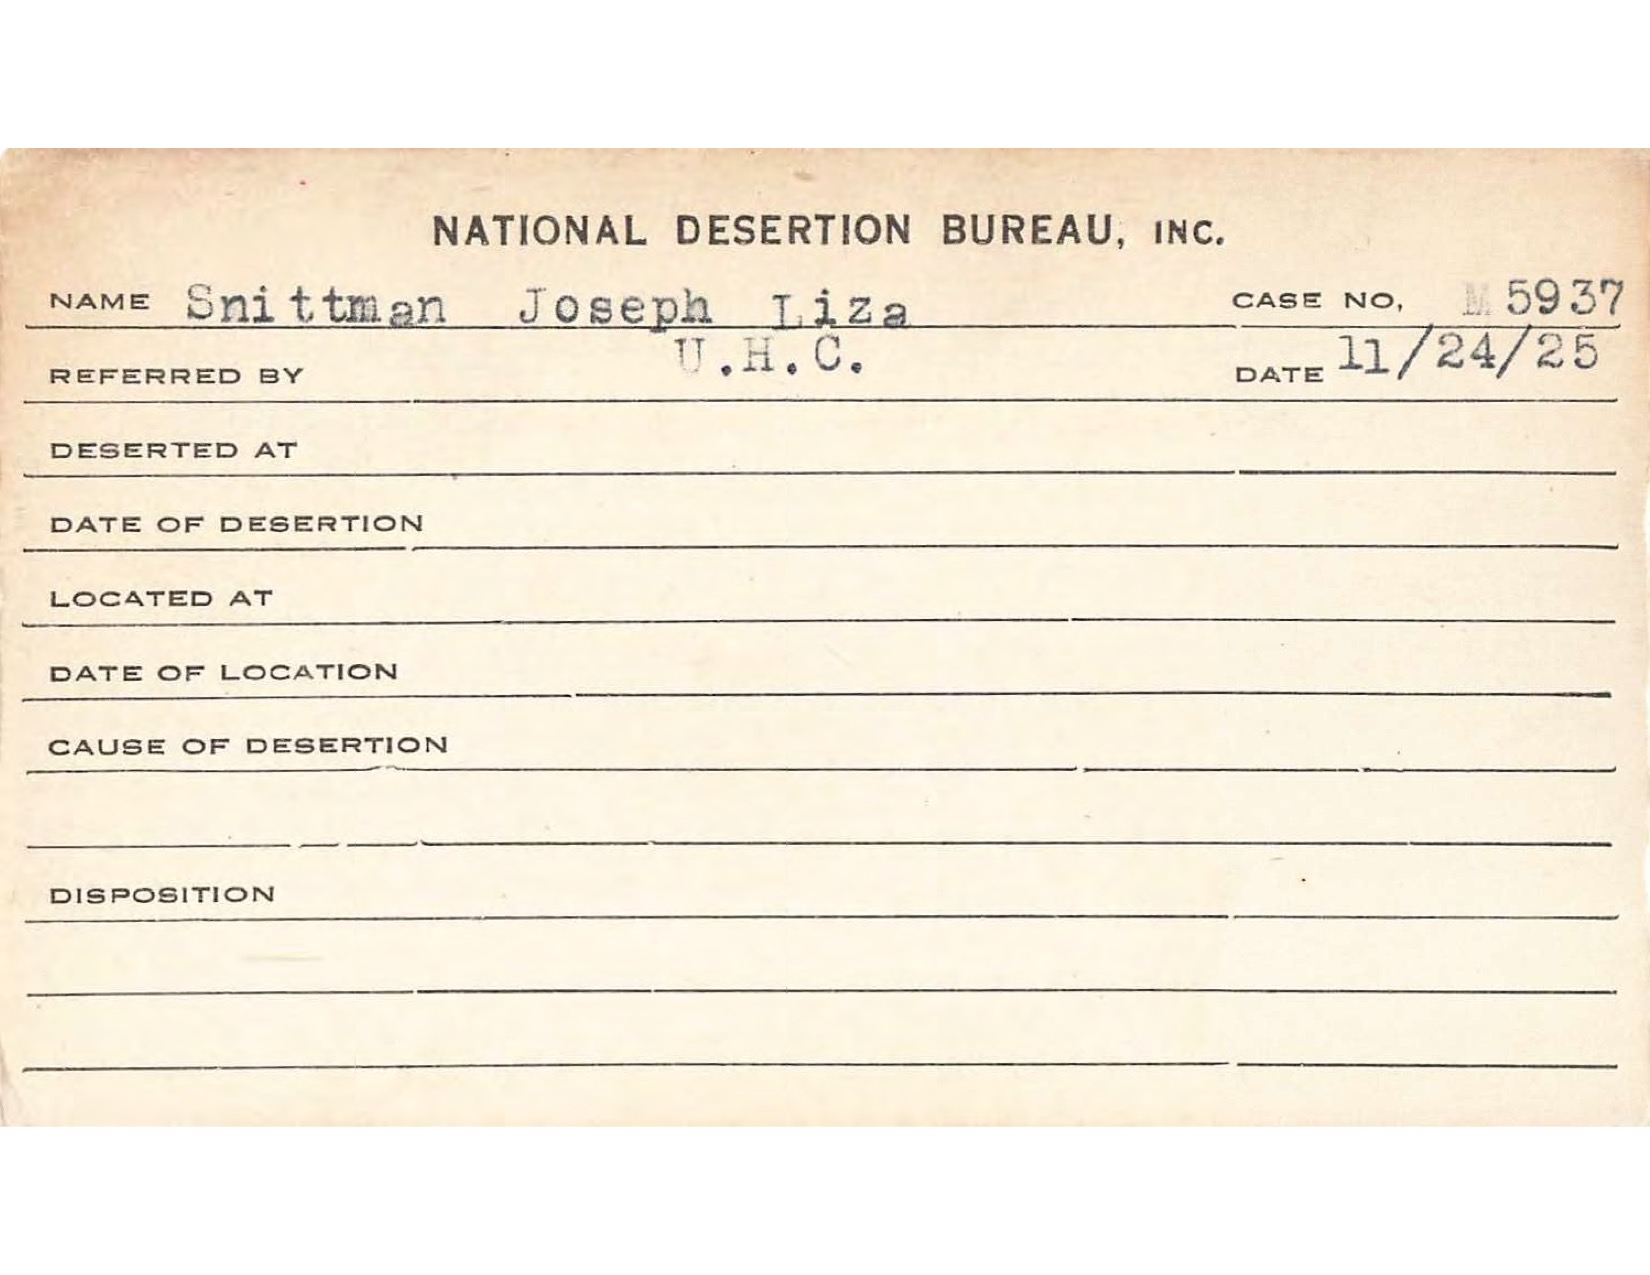 NATIONAL DESERTION BUREAU, INC.
NAME Snittman Joseph Liza CASE NO. M 5937
REFERRED BY U.H.C. DATE 11/24/25
DESERTED AT
DATE OF DESERTION
LOCATED AT
DATE OF LOCATION
CAUSE OF DESERTION
DISPOSITION